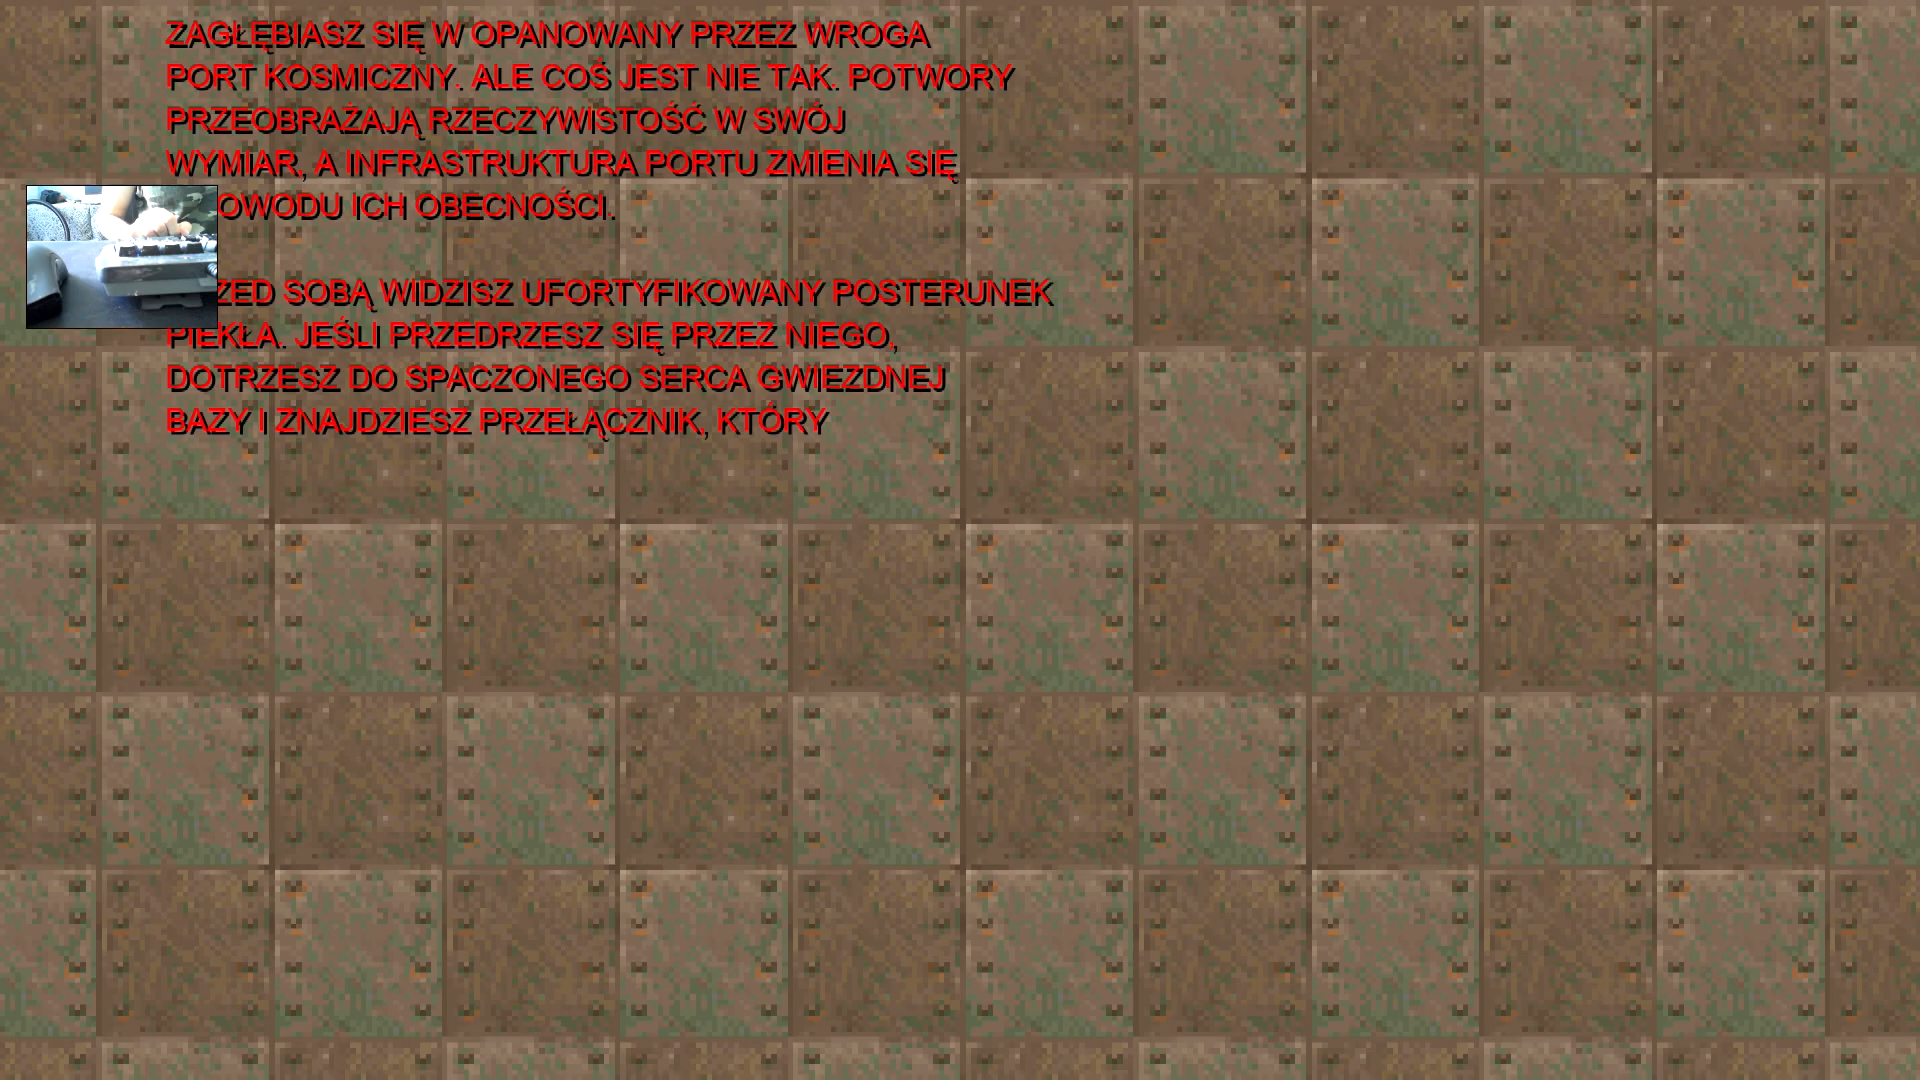 ZAGŁĘBIASZ SIĘ W OPANOWANY PRZEZ WROGA
PORT KOSMICZNY. ALE COŚ JEST NIE TAK. POTWORY
PRZEOBRAŻAJĄ RZECZYWISTOŚĆ W SWÓJ
WYMIAR, A INFRASTRUKTURA PORTU ZMIENIA SIĘ
ICH OBECNOŚCI.
SOBĄ WIDZISZ UFORTYFIKOWANY POSTERUNEK
PIEKŁA. JEŚLI PRZEDRZESZ SIĘ PRZEZ NIEGO,
DOTRZESZ DO SPACZONEGO SERCA GWIEZDNEJ
BAZY I ZNAJDZIESZ PRZEŁĄCZNIK, KTÓRY